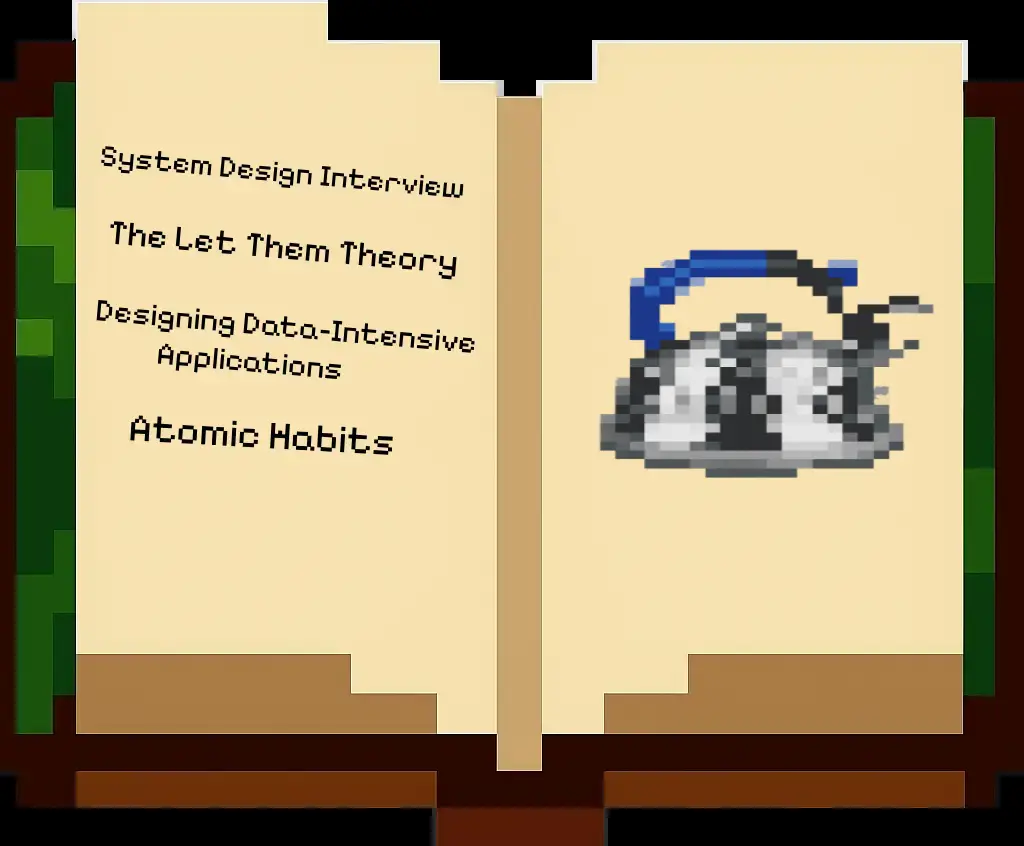 System Design Interview
The Let Them Theory
Designing Data-Intensive
Applications
Atomic Habits